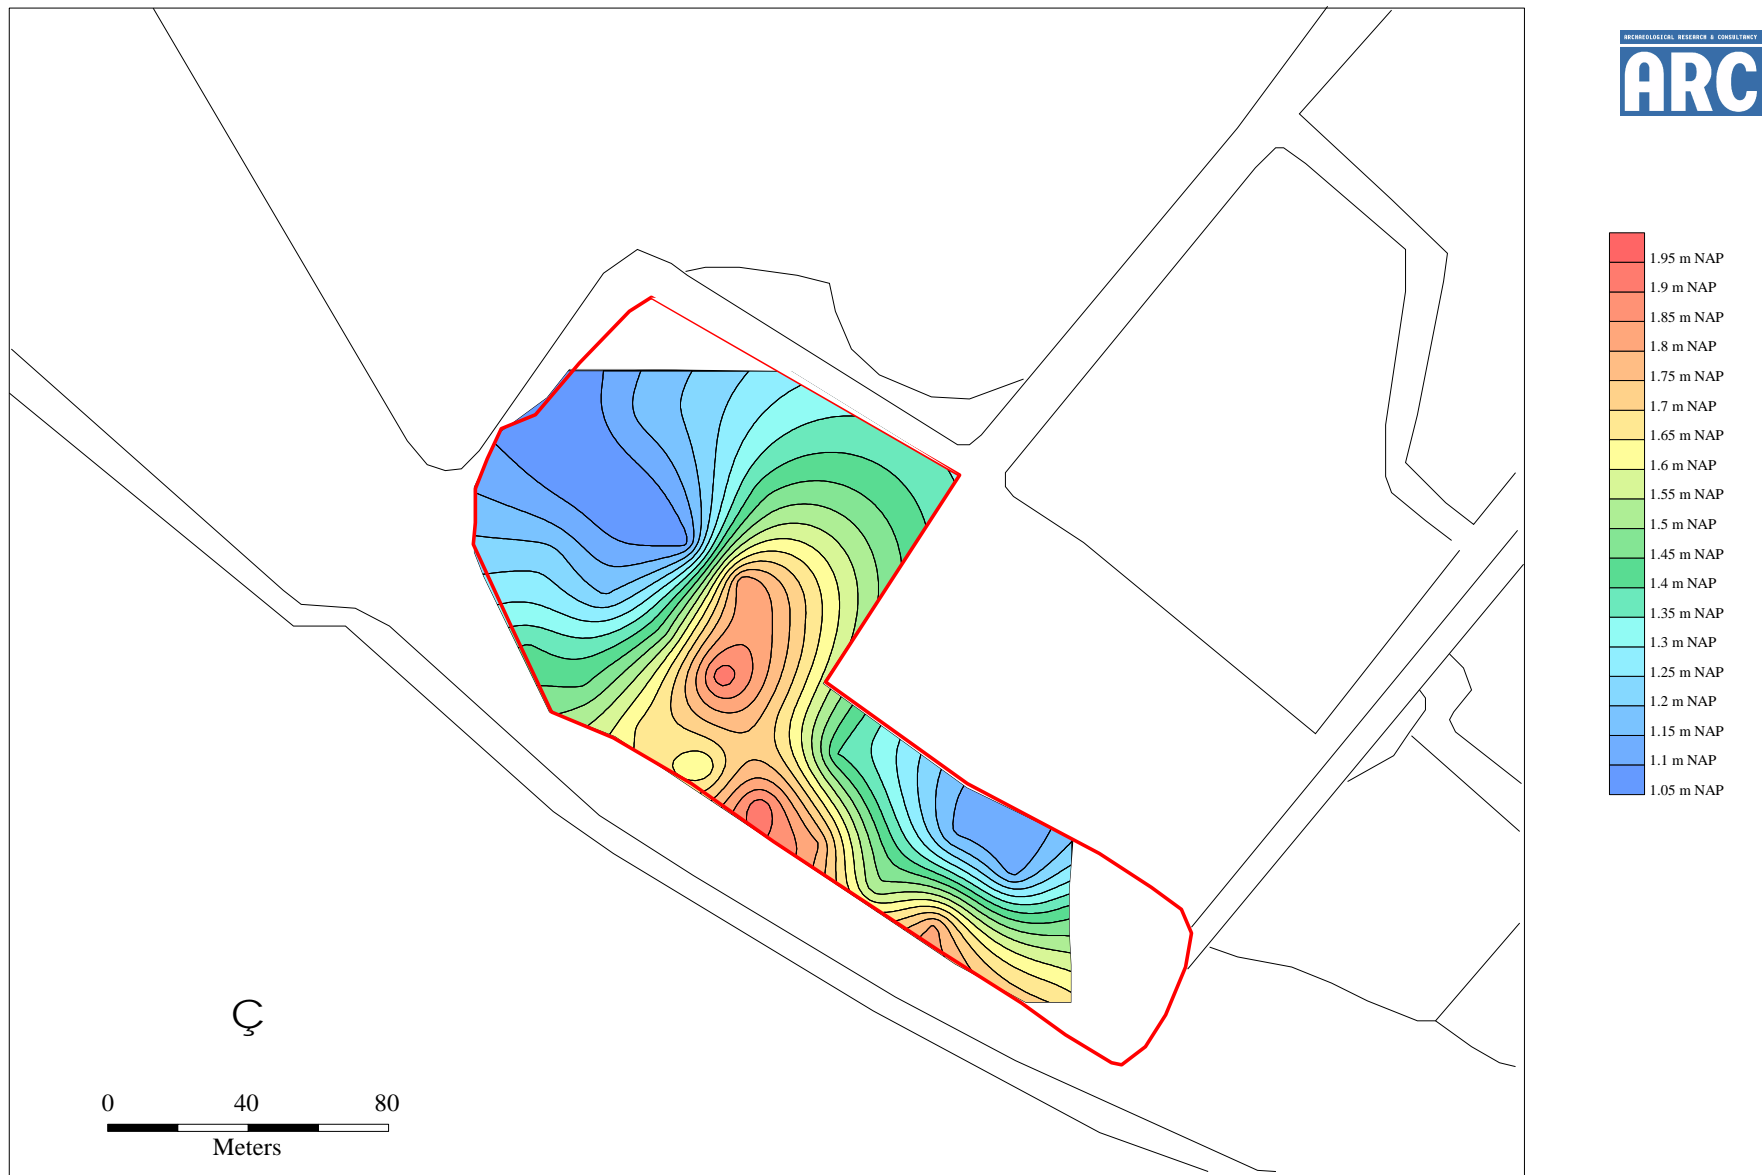 ARCHAEOLOGICAL RESEARCH & CONSULTANCY
ARC
1.95 m NAP
1.9 m NAP
1.85 m NAP
1.8 m NAP
1.75 m NAP
1.7 m NAP
1.65 m NAP
1.6 m NAP
1.55 m NAP
1.5 m NAP
1.45 m NAP
1.4 m NAP
1.35 m NAP
1.3 m NAP
1.25 m NAP
1.2 m NAP
1.15 m NAP
1.1 m NAP
1.05 m NAP
Ç
0 40 80
Meters